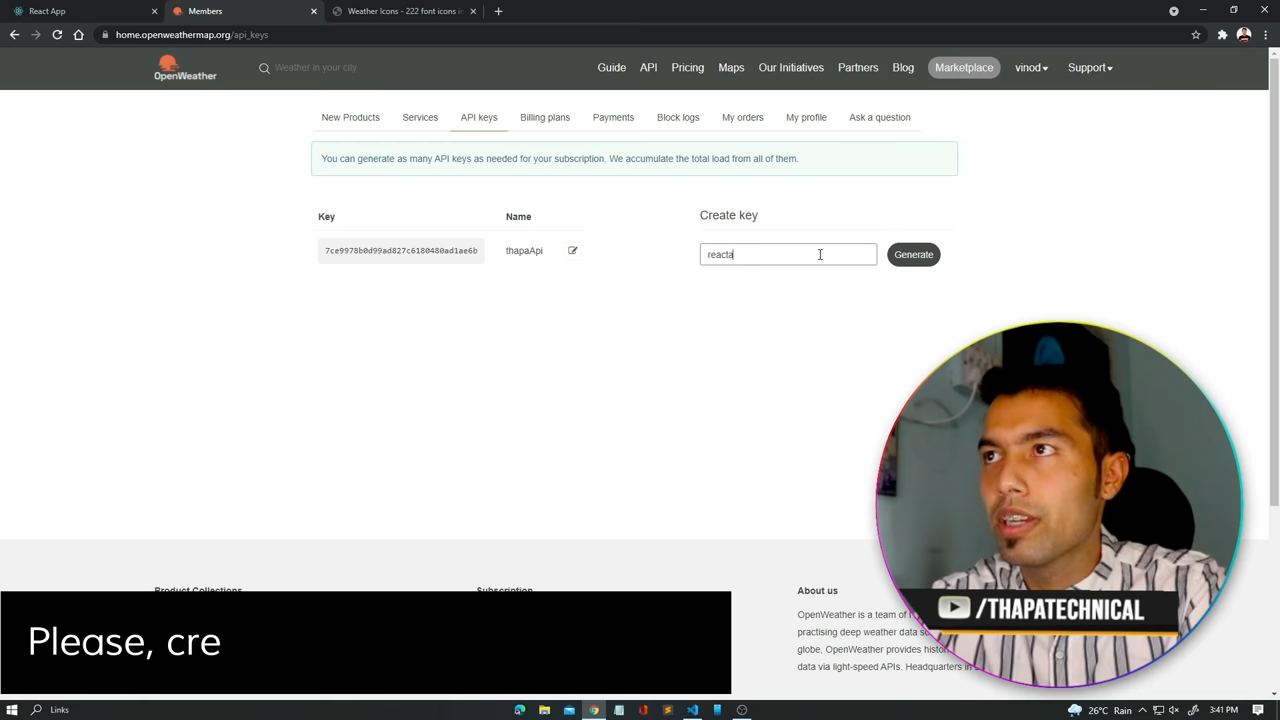 React App
Members
Weather Icons - 222 font icons in
home.openweathermap.org/api_keys
OpenWeather
Weather in your city
Guide
API
Pricing
Maps
Our Initiatives
Partners
Blog
Marketplace
vinod
Support
New Products
Services
API keys
Billing plans
Payments
Block logs
My orders
My profile
Ask a question
You can generate as many API keys as needed for your subscription. We accumulate the total load from all of them.
Key
Name
Create key
7ce9978b0d99ad827c6180480ad1ae6b
thapaApi
reacta
Generate
Product Collections
Subscription
About us
OpenWeather is a team of
practising deep weather data
globe, OpenWeather provides
data via light-speed APIs. Headquarters in
Please, cre
/THAPATECHNICAL
Links
26°C Rain
3:41 PM